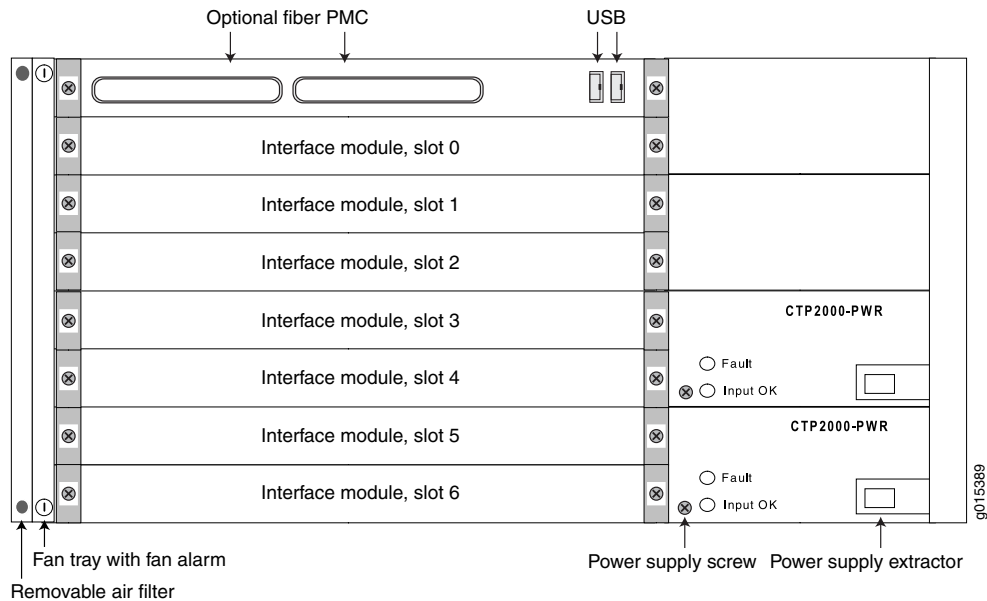 Optional fiber PMC
USB
Interface module, slot 0
Interface module, slot 1
Interface module, slot 2
Interface module, slot 3
CTP2000-PWR
Fault
Interface module, slot 4
Input OK
Interface module, slot 5
CTP2000-PWR
Fault
Interface module, slot 6
Input OK
g015389
Fan tray with fan alarm
Power supply screw
Power supply extractor
Removable air filter